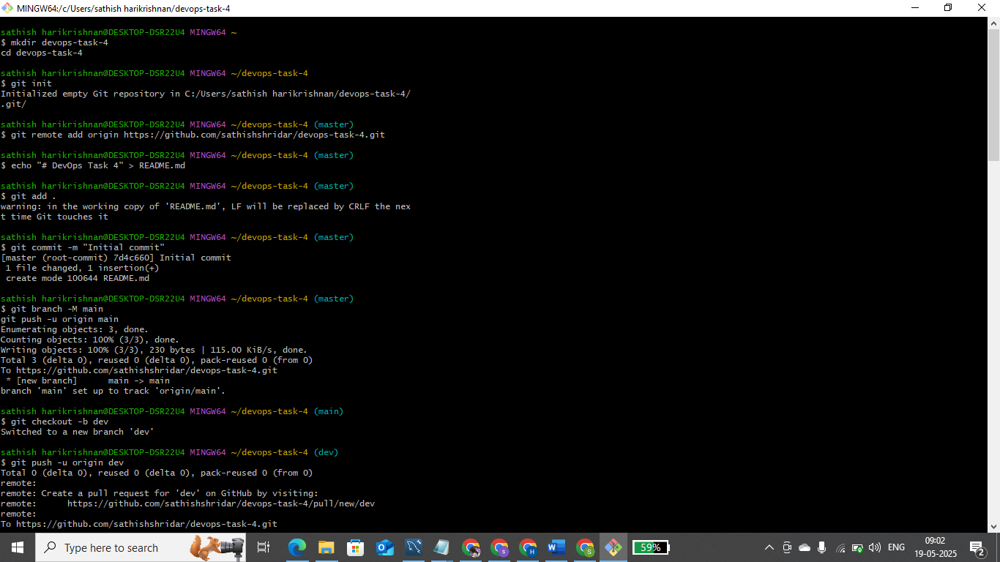 MINGW64:/c/Users/sathish harikrishnan/devops-task-4
sathish harikrishnan@DESKTOP-DSR22U4 MINGW64 ~
$ mkdir devops-task-4
cd devops-task-4
sathish harikrishnan@DESKTOP-DSR22U4 MINGW64 ~/devops-task-4
$ git init
Initialized empty Git repository in C:/Users/sathish harikrishnan/devops-task-4/
.git/
sathish harikrishnan@DESKTOP-DSR22U4 MINGW64 ~/devops-task-4 (master)
$ git remote add origin https://github.com/sathishshridar/devops-task-4.git
sathish harikrishnan@DESKTOP-DSR22U4 MINGW64 ~/devops-task-4 (master)
$ echo "# DevOps Task 4" > README.md
sathish harikrishnan@DESKTOP-DSR22U4 MINGW64 ~/devops-task-4 (master)
$ git add .
warning: in the working copy of 'README.md', LF will be replaced by CRLF the nex
t time Git touches it
sathish harikrishnan@DESKTOP-DSR22U4 MINGW64 ~/devops-task-4 (master)
$ git commit -m "Initial commit"
[master (root-commit) 7d4c660] Initial commit
 1 file changed, 1 insertion(+)
 create mode 100644 README.md
sathish harikrishnan@DESKTOP-DSR22U4 MINGW64 ~/devops-task-4 (master)
$ git branch -M main
git push -u origin main
Enumerating objects: 3, done.
Counting objects: 100% (3/3), done.
Writing objects: 100% (3/3), 230 bytes | 115.00 KiB/s, done.
Total 3 (delta 0), reused 0 (delta 0), pack-reused 0 (from 0)
To https://github.com/sathishshridar/devops-task-4.git
 * [new branch]      main -> main
branch 'main' set up to track 'origin/main'.
sathish harikrishnan@DESKTOP-DSR22U4 MINGW64 ~/devops-task-4 (main)
$ git checkout -b dev
Switched to a new branch 'dev'
sathish harikrishnan@DESKTOP-DSR22U4 MINGW64 ~/devops-task-4 (dev)
$ git push -u origin dev
Total 0 (delta 0), reused 0 (delta 0), pack-reused 0 (from 0)
remote:
remote: Create a pull request for 'dev' on GitHub by visiting:
remote:      https://github.com/sathishshridar/devops-task-4/pull/new/dev
remote:
To https://github.com/sathishshridar/devops-task-4.git
Type here to search
59%
ENG
09:02
19-05-2025
2